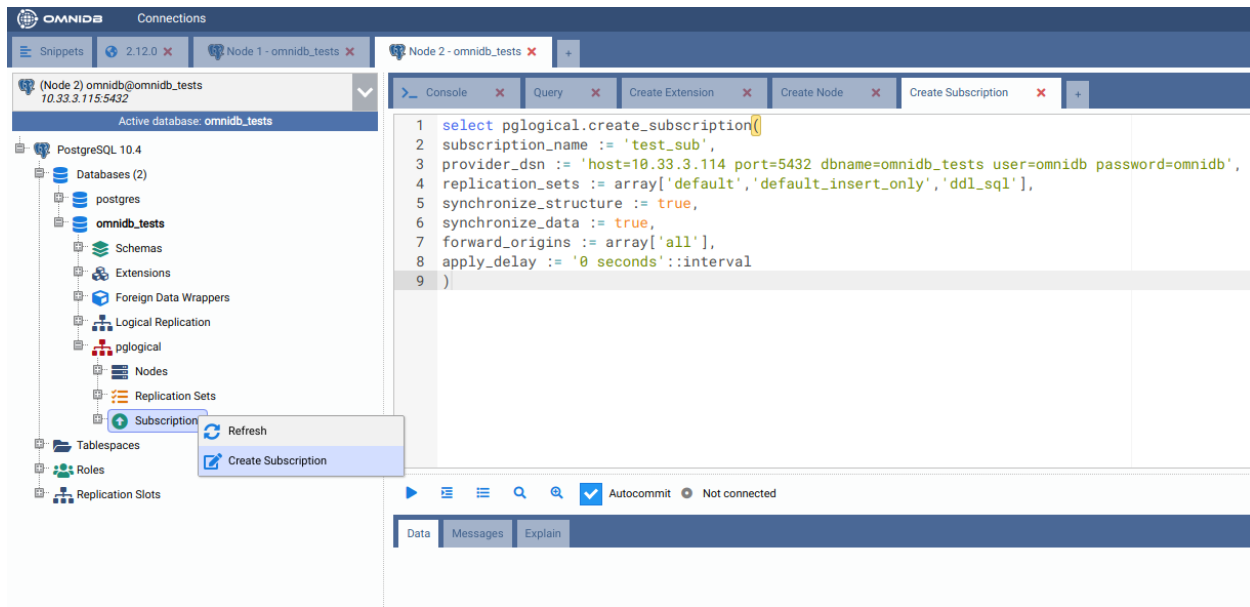 OMNIDB Connections
Snippets 2.12.0 Node 1 - omnidb_tests Node 2 - omnidb_tests +
(Node 2) omnidb@omnidb_tests
10.33.3.115:5432
Active database: omnidb_tests
PostgreSQL 10.4
Databases (2)
postgres
omnidb_tests
Schemas
Extensions
Foreign Data Wrappers
Logical Replication
pglogical
Nodes
Replication Sets
Subscription
Refresh
Create Subscription
Tablespaces
Roles
Replication Slots
>_ Console Query Create Extension Create Node Create Subscription +
1 select pglogical.create_subscription(
2 subscription_name := 'test_sub',
3 provider_dsn := 'host=10.33.3.114 port=5432 dbname=omnidb_tests user=omnidb password=omnidb',
4 replication_sets := array['default','default_insert_only','ddl_sql'],
5 synchronize_structure := true,
6 synchronize_data := true,
7 forward_origins := array['all'],
8 apply_delay := '0 seconds'::interval
9 )
Autocommit Not connected
Data Messages Explain